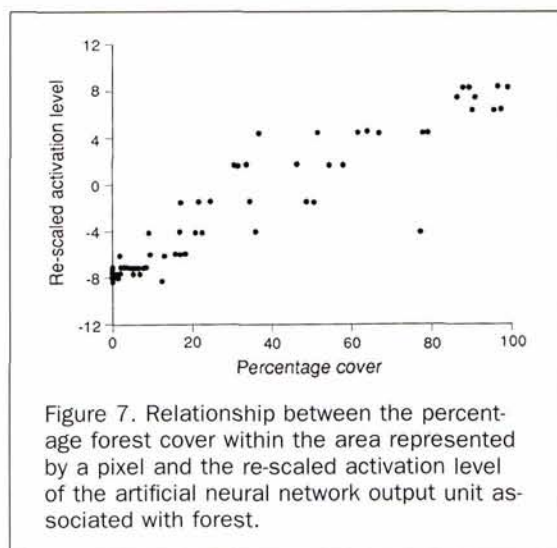 12
8
4
0
-4
-8
-12
Re-scaled activation level
0 20 40 60 80 100
Percentage cover
Figure 7. Relationship between the percent-
age forest cover within the area represented
by a pixel and the re-scaled activation level
of the artificial neural network output unit as-
sociated with forest.